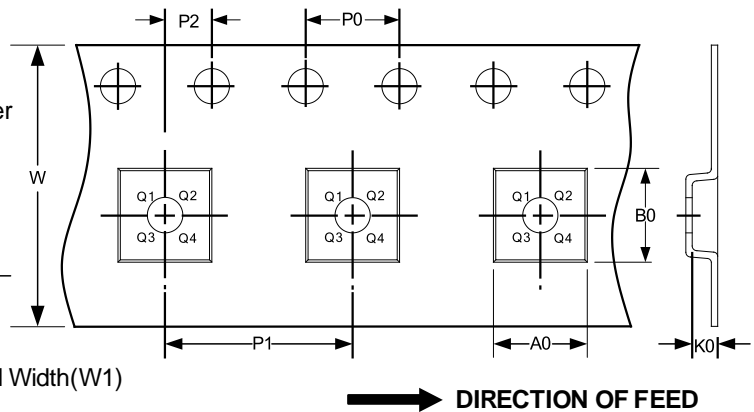 P2
P0
er
W
Q1 Q2
Q3 Q4
Q1 Q2
Q3 Q4
Q1 Q2
Q3 Q4
B0
P1
A0
K0
Width(W1)
DIRECTION OF FEED